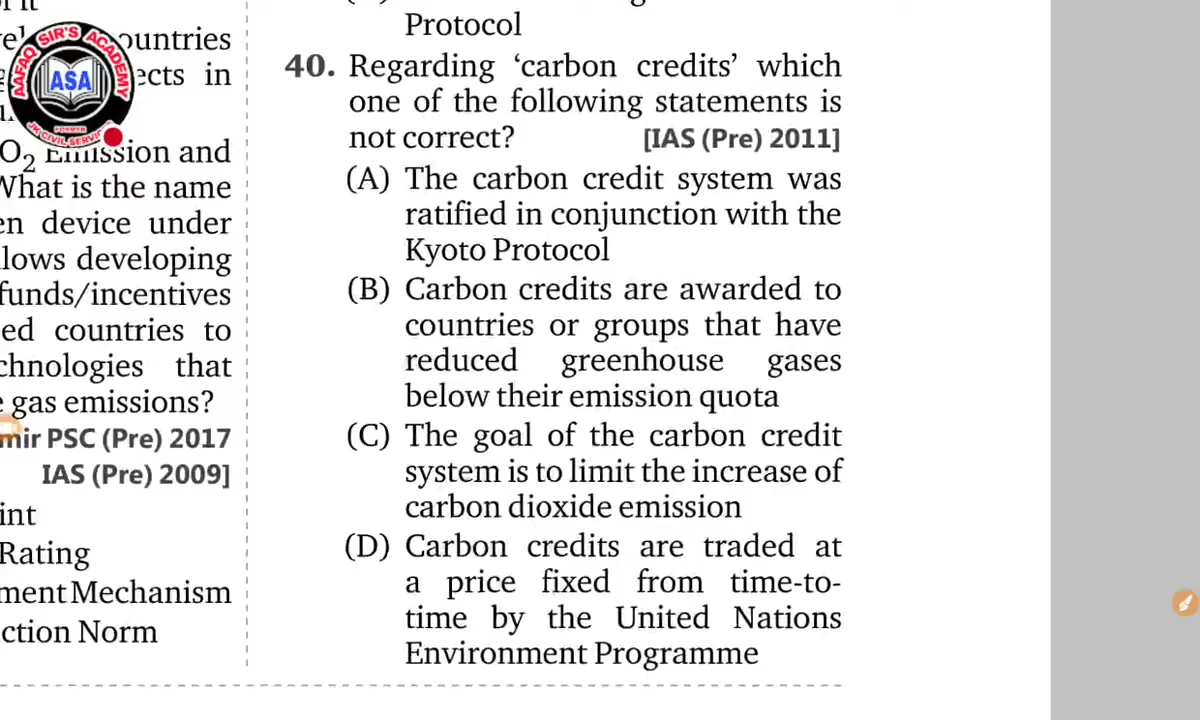 AAFAQ SIR'S ACADEMY
ASA
FORMER
JK CIVIL SERVIC
ountries
ects in
O2 Emission and
What is the name
en device under
llows developing
funds/incentives
ed countries to
chnologies that
gas emissions?
mir PSC (Pre) 2017
IAS (Pre) 2009]
int
Rating
ment Mechanism
ction Norm
Protocol
40. Regarding ‘carbon credits’ which
one of the following statements is
not correct? [IAS (Pre) 2011]
(A) The carbon credit system was
ratified in conjunction with the
Kyoto Protocol
(B) Carbon credits are awarded to
countries or groups that have
reduced greenhouse gases
below their emission quota
(C) The goal of the carbon credit
system is to limit the increase of
carbon dioxide emission
(D) Carbon credits are traded at
a price fixed from time-to-
time by the United Nations
Environment Programme